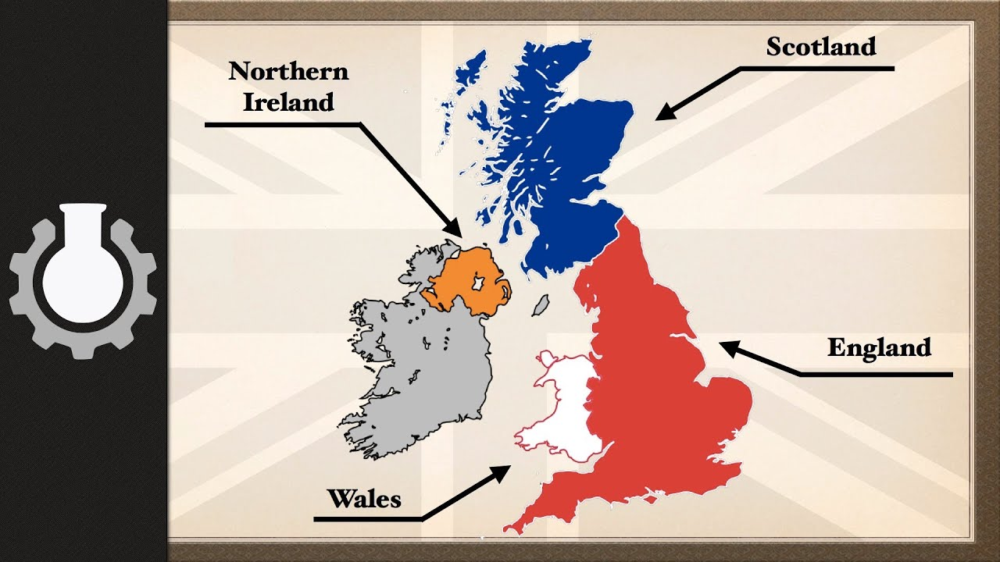 Scotland
Northern
Ireland
England
Wales